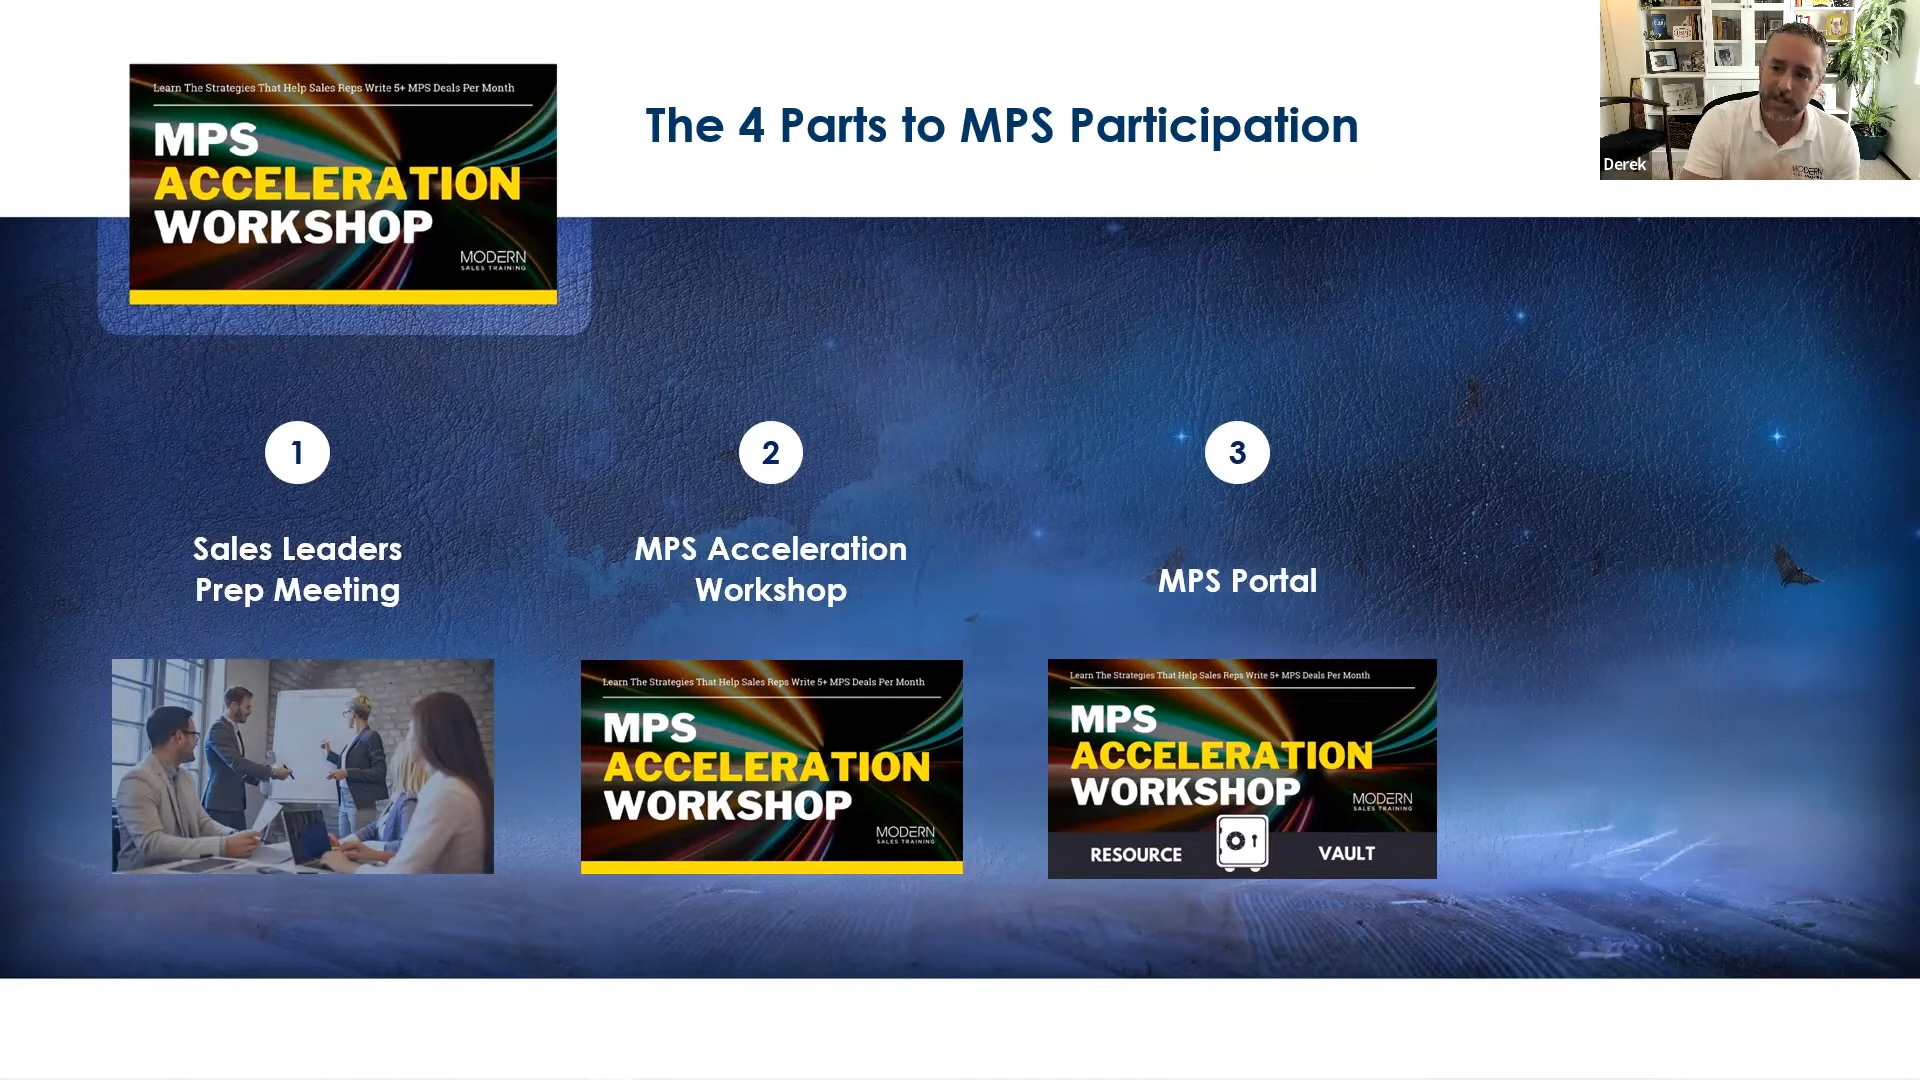 Learn The Strategies That Help Sales Reps Write 5+ MPS Deals Per Month
MPS
ACCELERATION
WORKSHOP
MODERN
SALES TRAINING
The 4 Parts to MPS Participation
Derek
MODERN
1
Sales Leaders
Prep Meeting
2
MPS Acceleration
Workshop
Learn The Strategies That Help Sales Reps Write 5+ MPS Deals Per Month
MPS
ACCELERATION
WORKSHOP
MODERN
SALES TRAINING
3
MPS Portal
Learn The Strategies That Help Sales Reps Write 5+ MPS Deals Per Month
MPS
ACCELERATION
WORKSHOP
MODERN
SALES TRAINING
RESOURCE VAULT